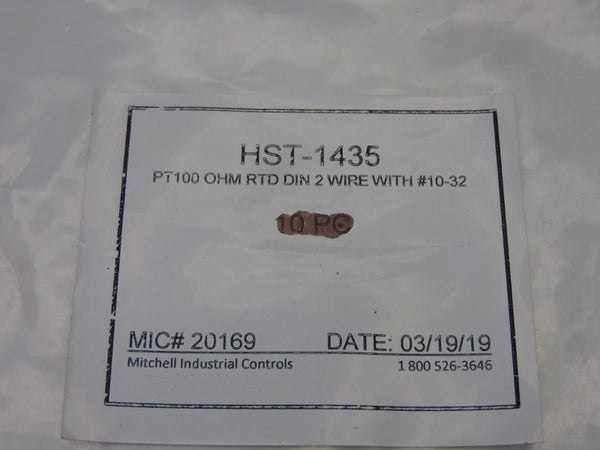 HST-1435
PT100 OHM RTD DIN 2 WIRE WITH #10-32
10 PC
MIC# 20169 DATE: 03/19/19
Mitchell Industrial Controls 1 800 526-3646